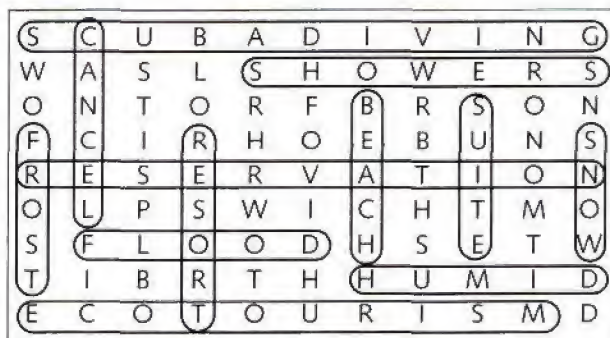 S C U B A D I V I N G
W A S L S H O W E R S
O N T O R F B R S O N
F C I R H O E B U N S
R E S E R V A T I O N
O L P S W I C H T M O
S F L O O D H S E T W
T I B R T H H U M I D
E C O T O U R I S M D